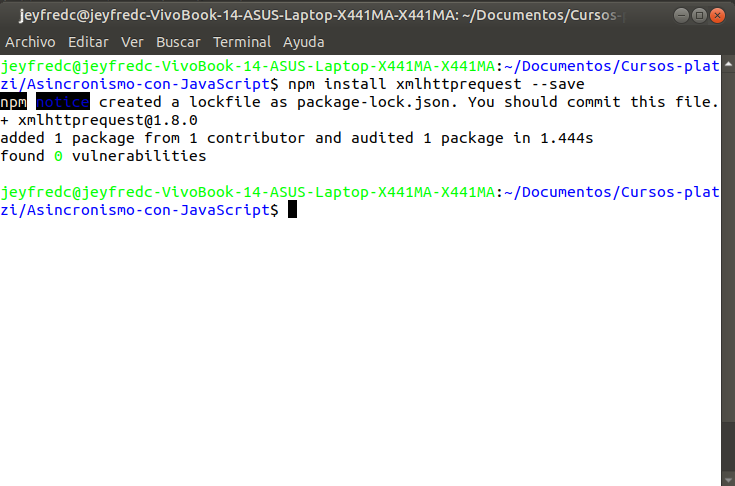 jeyfredc@jeyfredc-VivoBook-14-ASUS-Laptop-X441MA-X441MA: ~/Documentos/Cursos-p
Archivo Editar Ver Buscar Terminal Ayuda
jeyfredc@jeyfredc-VivoBook-14-ASUS-Laptop-X441MA-X441MA:~/Documentos/Cursos-plat
zi/Asincronismo-con-JavaScript$ npm install xmlhttprequest --save
npm notice created a lockfile as package-lock.json. You should commit this file.
+ xmlhttprequest@1.8.0
added 1 package from 1 contributor and audited 1 package in 1.444s
found 0 vulnerabilities
jeyfredc@jeyfredc-VivoBook-14-ASUS-Laptop-X441MA-X441MA:~/Documentos/Cursos-plat
zi/Asincronismo-con-JavaScript$